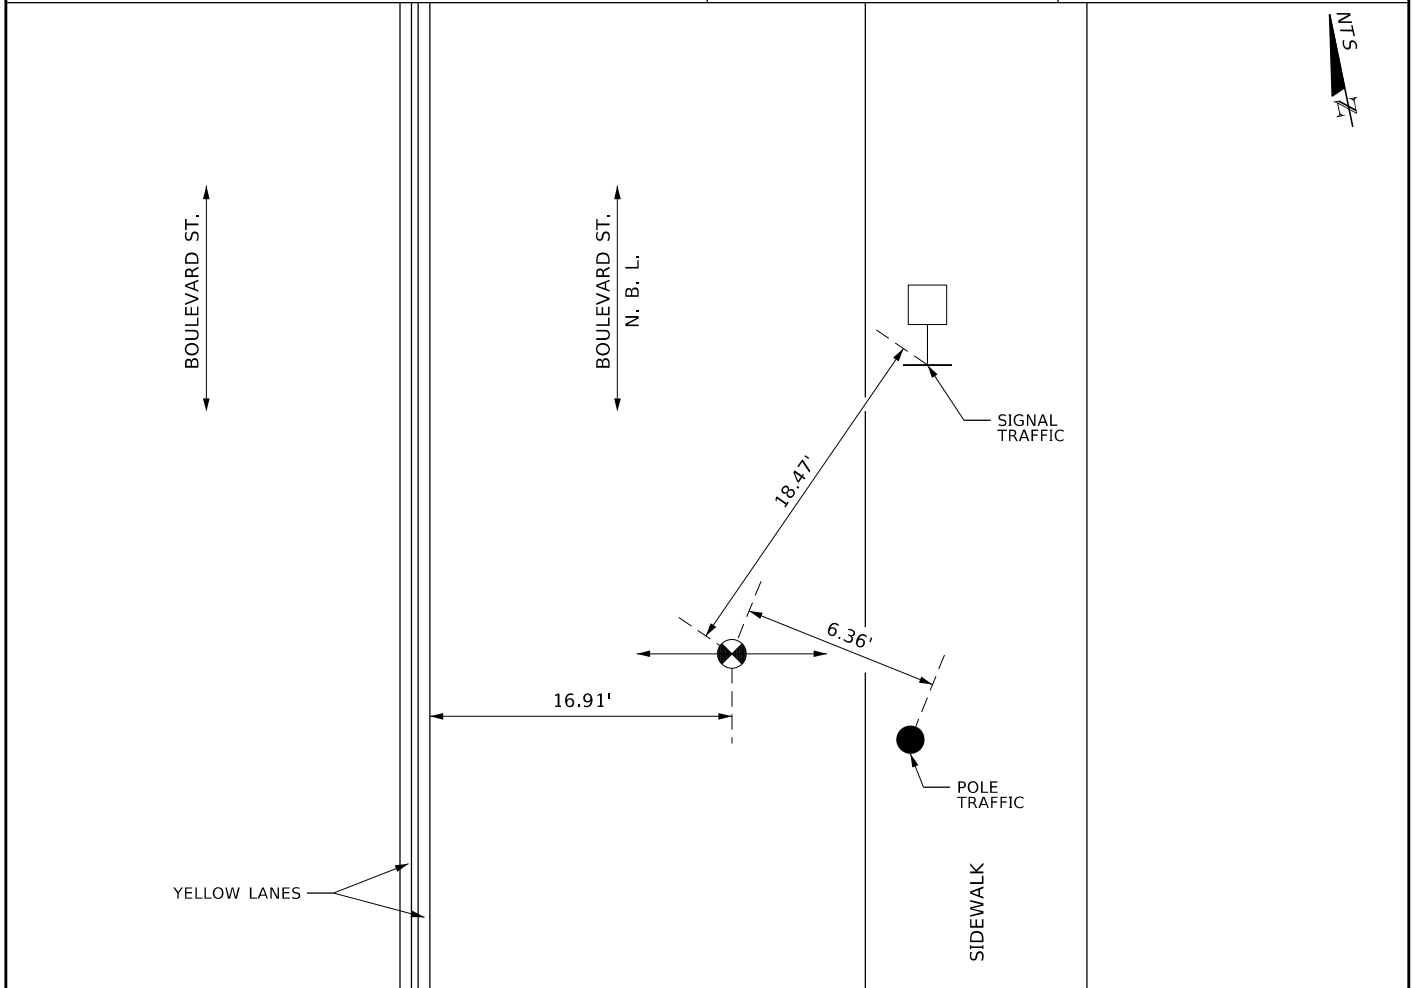 NTS
N
BOULEVARD ST.
BOULEVARD ST.
N. B. L.
SIGNAL
TRAFFIC
18.47'
6.36'
16.91'
POLE
TRAFFIC
YELLOW LANES
SIDEWALK